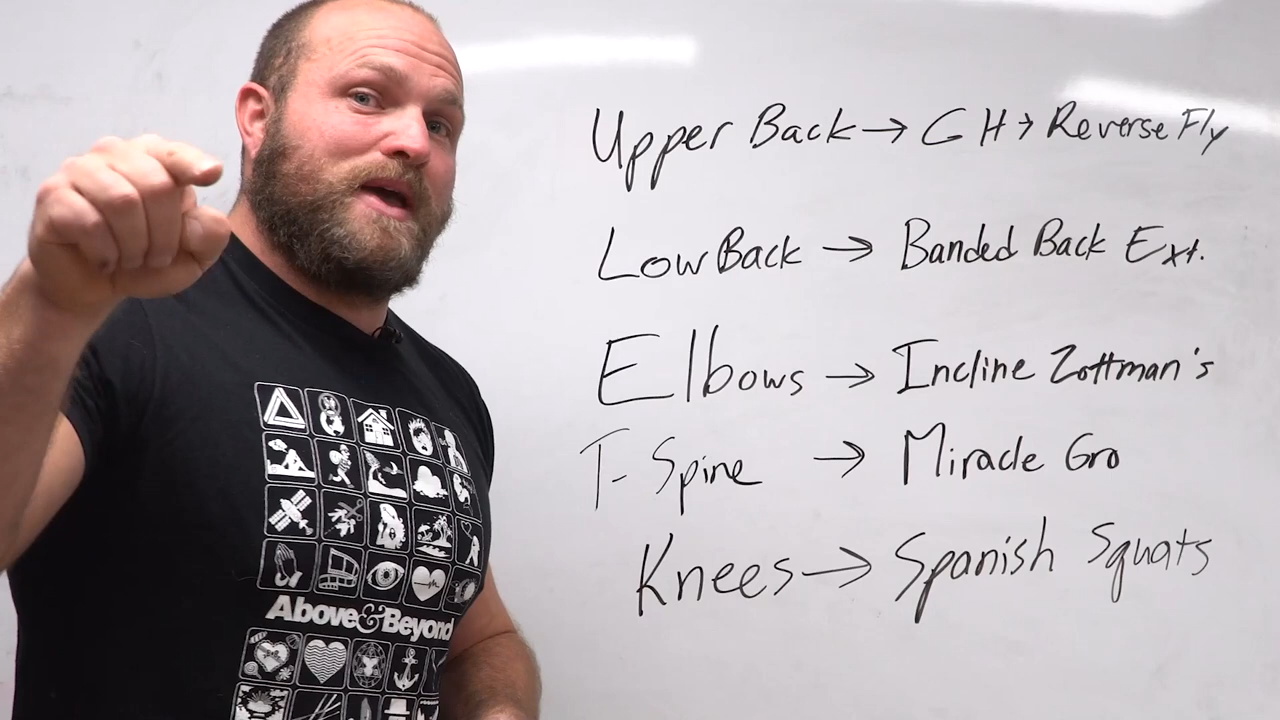 Upper Back → GH → Reverse Fly
Low Back → Banded Back Ext.
Elbows → Incline Zottman's
T-Spine → Miracle Gro
Knees → Spanish Squats
Above & Beyond